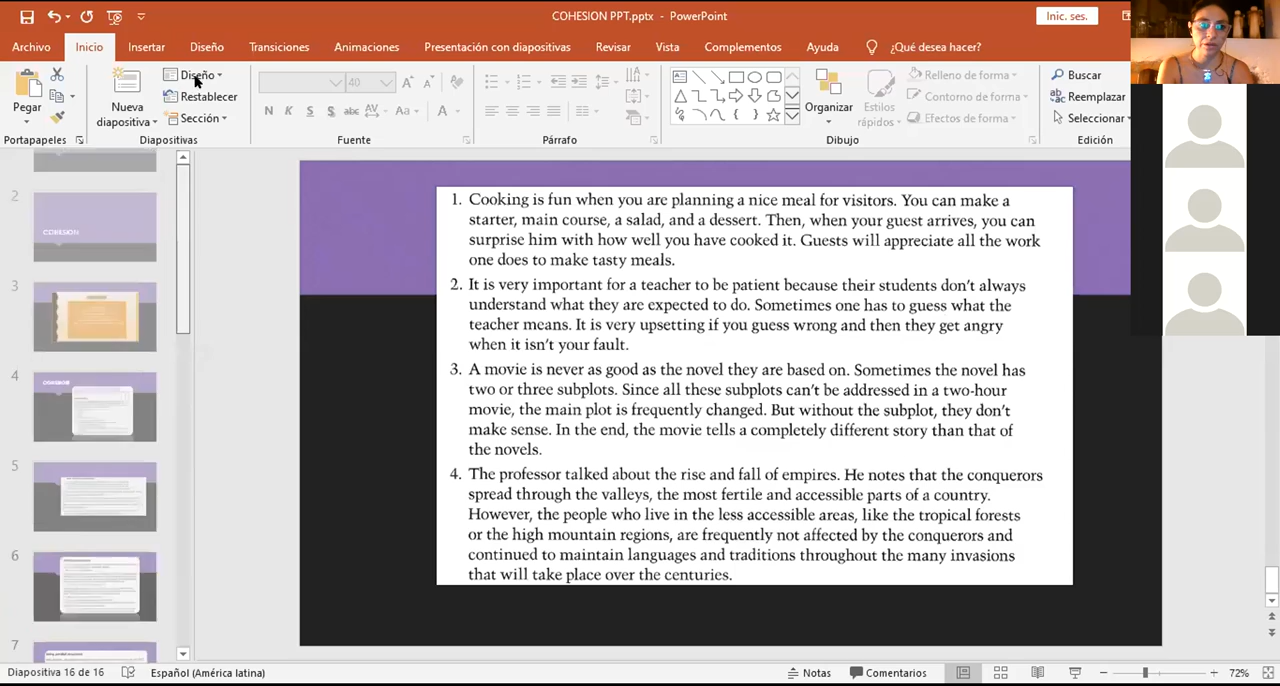 COHESION PPT.pptx - PowerPoint
Inic. ses.
Archivo Inicio Insertar Diseño Transiciones Animaciones Presentación con diapositivas Revisar Vista Complementos Ayuda ¿Qué desea hacer?
Pegar
Nueva diapositiva
Diseño
Restablecer
Sección
40
N K S S abc AV Aa A
Organizar
Estilos rápidos
Relleno de forma
Contorno de forma
Efectos de forma
Buscar
Reemplazar
Seleccionar
Portapapeles Diapositivas Fuente Párrafo Dibujo Edición
2
COHESION
3
4
COHESION
5
6
7
1. Cooking is fun when you are planning a nice meal for visitors. You can make a
starter, main course, a salad, and a dessert. Then, when your guest arrives, you can
surprise him with how well you have cooked it. Guests will appreciate all the work
one does to make tasty meals.
2. It is very important for a teacher to be patient because their students don't always
understand what they are expected to do. Sometimes one has to guess what the
teacher means. It is very upsetting if you guess wrong and then they get angry
when it isn't your fault.
3. A movie is never as good as the novel they are based on. Sometimes the novel has
two or three subplots. Since all these subplots can't be addressed in a two-hour
movie, the main plot is frequently changed. But without the subplot, they don't
make sense. In the end, the movie tells a completely different story than that of
the novels.
4. The professor talked about the rise and fall of empires. He notes that the conquerors
spread through the valleys, the most fertile and accessible parts of a country.
However, the people who live in the less accessible areas, like the tropical forests
or the high mountain regions, are frequently not affected by the conquerors and
continued to maintain languages and traditions throughout the many invasions
that will take place over the centuries.
Diapositiva 16 de 16 Español (América latina) Notas Comentarios 72%